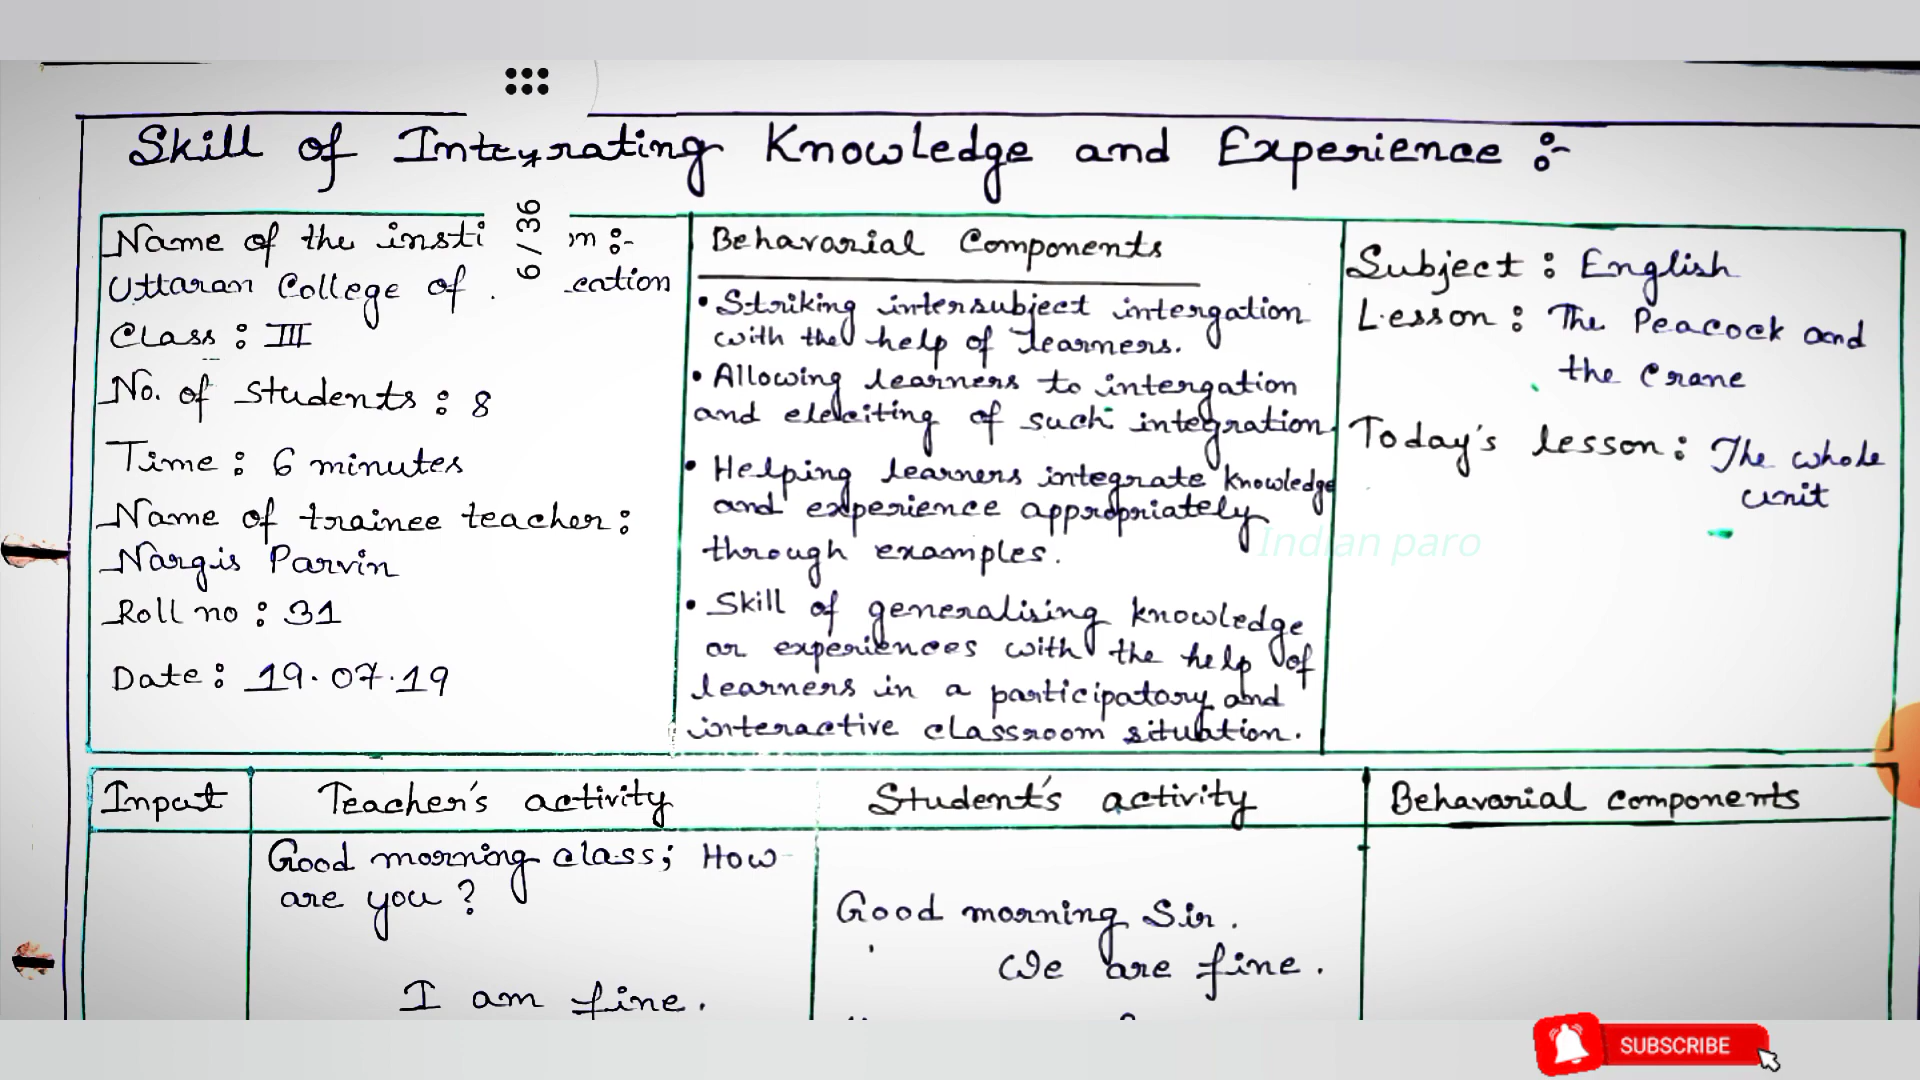 Skill of Integrating Knowledge and Experience :-
6/36
Name of the insti on :-
Uttaran College of . cation
Class : III
No. of students : 8
Time : 6 minutes
Name of trainee teacher :
Nargis Parvin
Roll no : 31
Date : 19.07.19
Behavarial Components
• Striking intersubject intergation
with the help of learners.
• Allowing learners to intergation
and eleciting of such integration.
• Helping learners integrate knowledge
and experience appropriately
through examples.
• Skill of generalising knowledge
or experiences with the help of
learners in a participatory and
interactive classroom situation.
Subject : English
Lesson : The Peacock and
the Crane
Today's lesson : The whole
unit
Indian paro
Input
Teacher's activity
Student's activity
Behavarial components
Good morning class; How
are you ?
Good morning Sir.
We are fine.
I am fine.
SUBSCRIBE